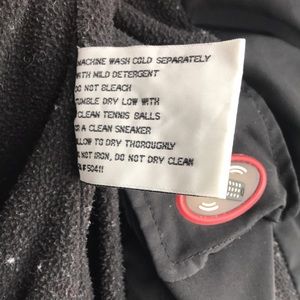 MACHINE WASH COLD SEPARATELY
WITH MILD DETERGENT
DO NOT BLEACH
TUMBLE DRY LOW WITH
CLEAN TENNIS BALLS
OR A CLEAN SNEAKER
ALLOW TO DRY THOROUGHLY
DO NOT IRON, DO NOT DRY CLEAN